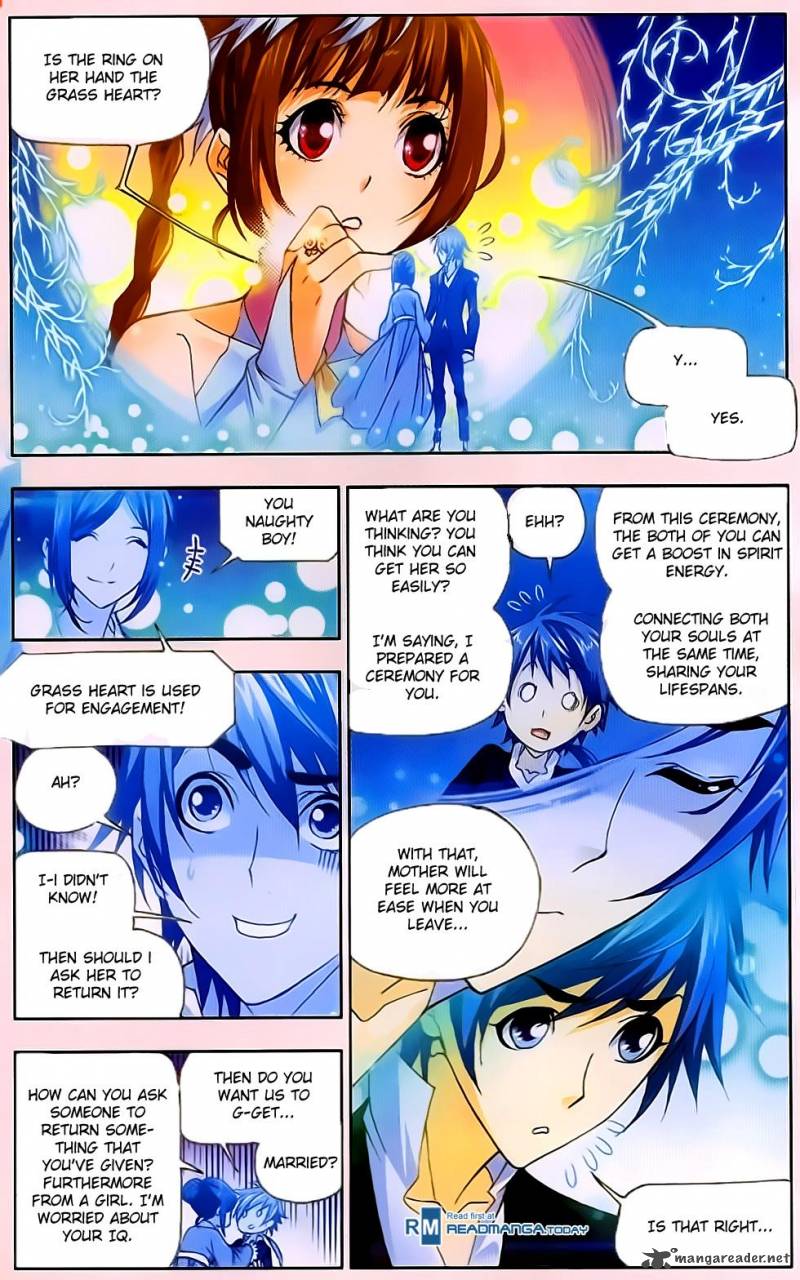 IS THE RING ON
HER HAND THE
GRASS HEART?
Y...
YES.
YOU
NAUGHTY
BOY!
GRASS HEART IS USED
FOR ENGAGEMENT!
AH?
I-I DIDN'T
KNOW!
THEN SHOULD I
ASK HER TO
RETURN IT?
THEN DO YOU
WANT US TO
G-GET...
MARRIED?
HOW CAN YOU ASK
SOMEONE TO
RETURN SOME-
THING THAT
YOU'VE GIVEN?
FURTHERMORE
FROM A GIRL. I'M
WORRIED ABOUT
YOUR IQ.
WHAT ARE YOU
THINKING? YOU
THINK YOU CAN
GET HER SO
EASILY?
I'M SAYING, I
PREPARED A
CEREMONY FOR
YOU.
EHH?
FROM THIS CEREMONY,
THE BOTH OF YOU CAN
GET A BOOST IN SPIRIT
ENERGY.
CONNECTING BOTH
YOUR SOULS AT
THE SAME TIME,
SHARING YOUR
LIFESPANS.
WITH THAT,
MOTHER WILL
FEEL MORE AT
EASE WHEN YOU
LEAVE...
IS THAT RIGHT...
RM Read first at
READMANGA.TODAY
mangareader.net